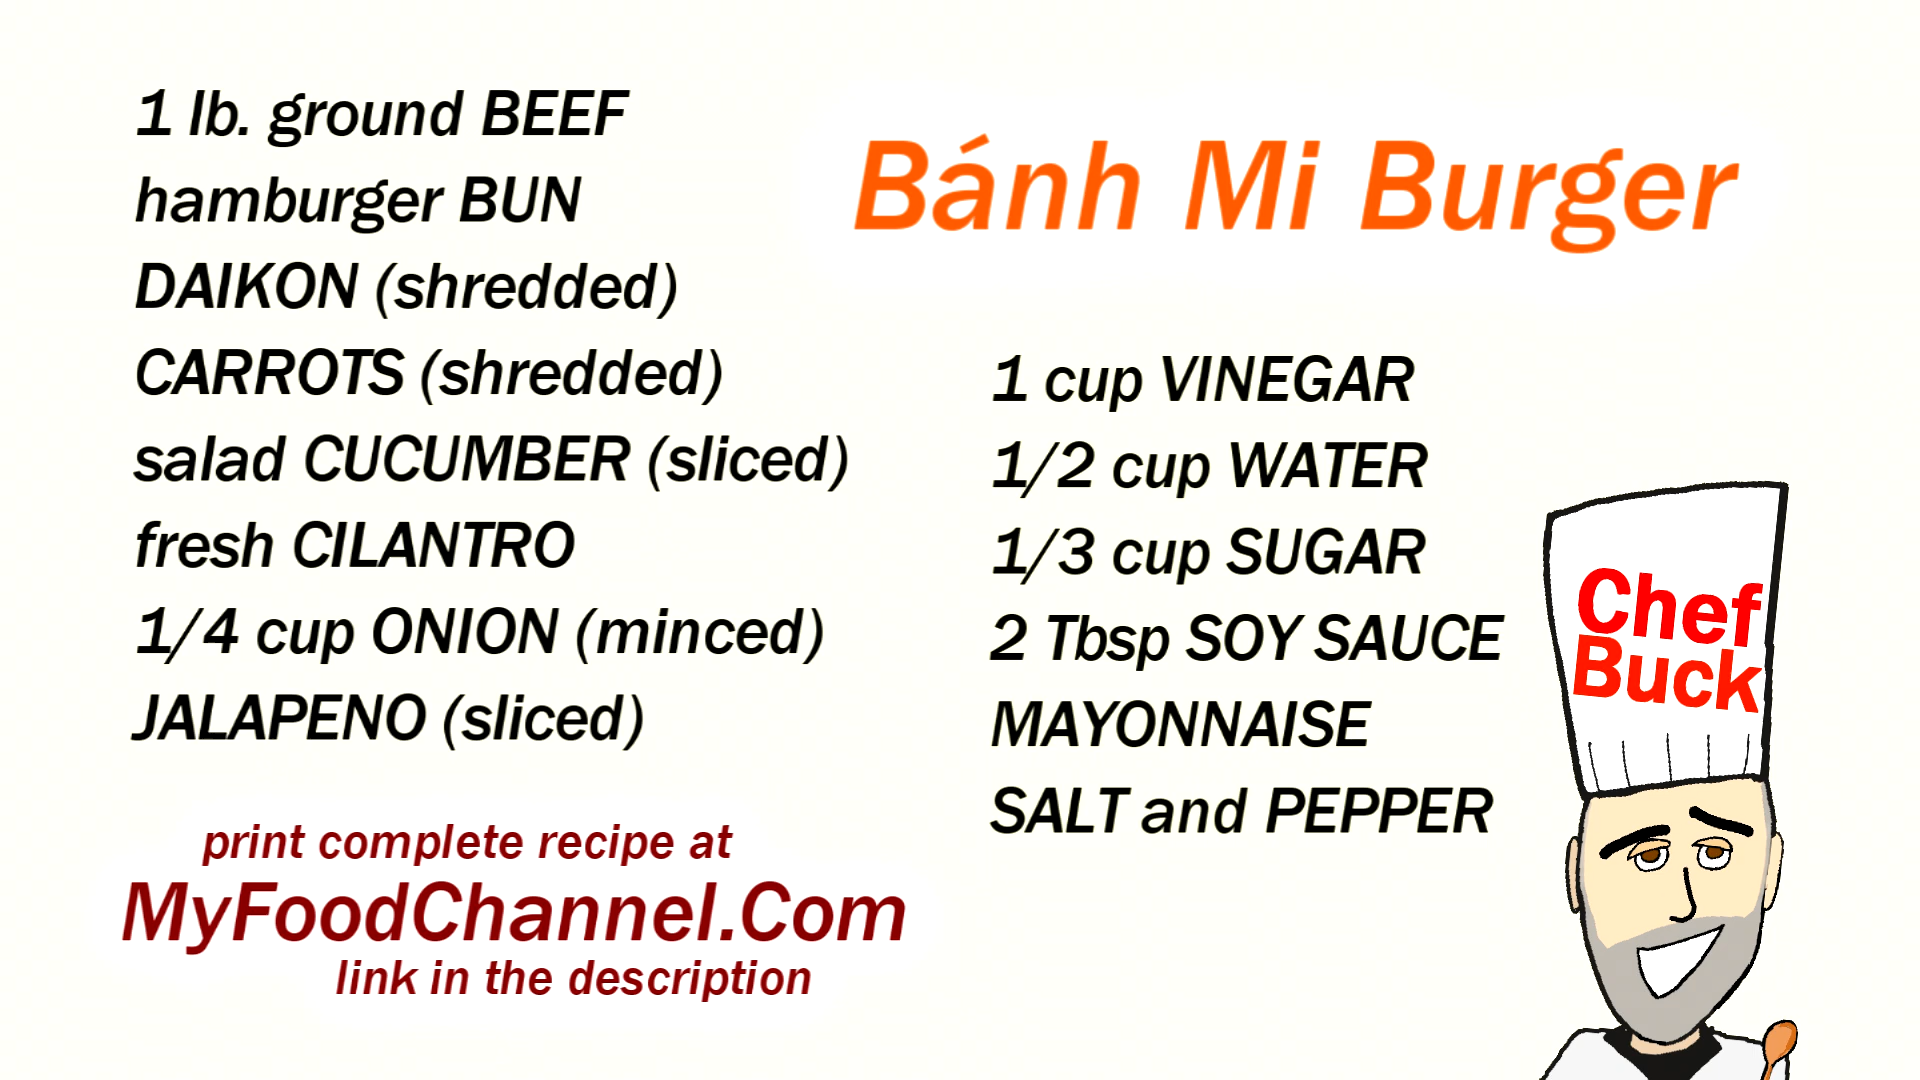 1 lb. ground BEEF
hamburger BUN
DAIKON (shredded)
CARROTS (shredded)
salad CUCUMBER (sliced)
fresh CILANTRO
1/4 cup ONION (minced)
JALAPENO (sliced)
Bánh Mi Burger
1 cup VINEGAR
1/2 cup WATER
1/3 cup SUGAR
2 Tbsp SOY SAUCE
MAYONNAISE
SALT and PEPPER
print complete recipe at
MyFoodChannel.Com
link in the description
Chef
Buck